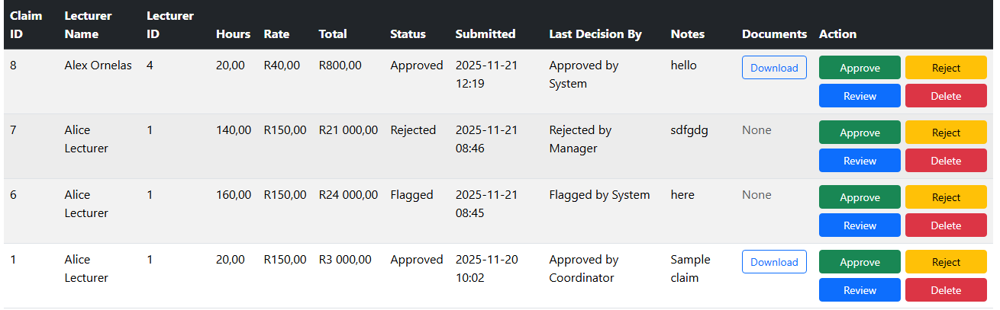 Claim ID Lecturer Name Lecturer ID Hours Rate Total Status Submitted Last Decision By Notes Documents Action
8 Alex Ornelas 4 20,00 R40,00 R800,00 Approved 2025-11-21 12:19 Approved by System hello Download Approve Reject
Review Delete
7 Alice Lecturer 1 140,00 R150,00 R21 000,00 Rejected 2025-11-21 08:46 Rejected by Manager sdfgdg None Approve Reject
Review Delete
6 Alice Lecturer 1 160,00 R150,00 R24 000,00 Flagged 2025-11-21 08:45 Flagged by System here None Approve Reject
Review Delete
1 Alice Lecturer 1 20,00 R150,00 R3 000,00 Approved 2025-11-20 10:02 Approved by Coordinator Sample claim Download Approve Reject
Review Delete